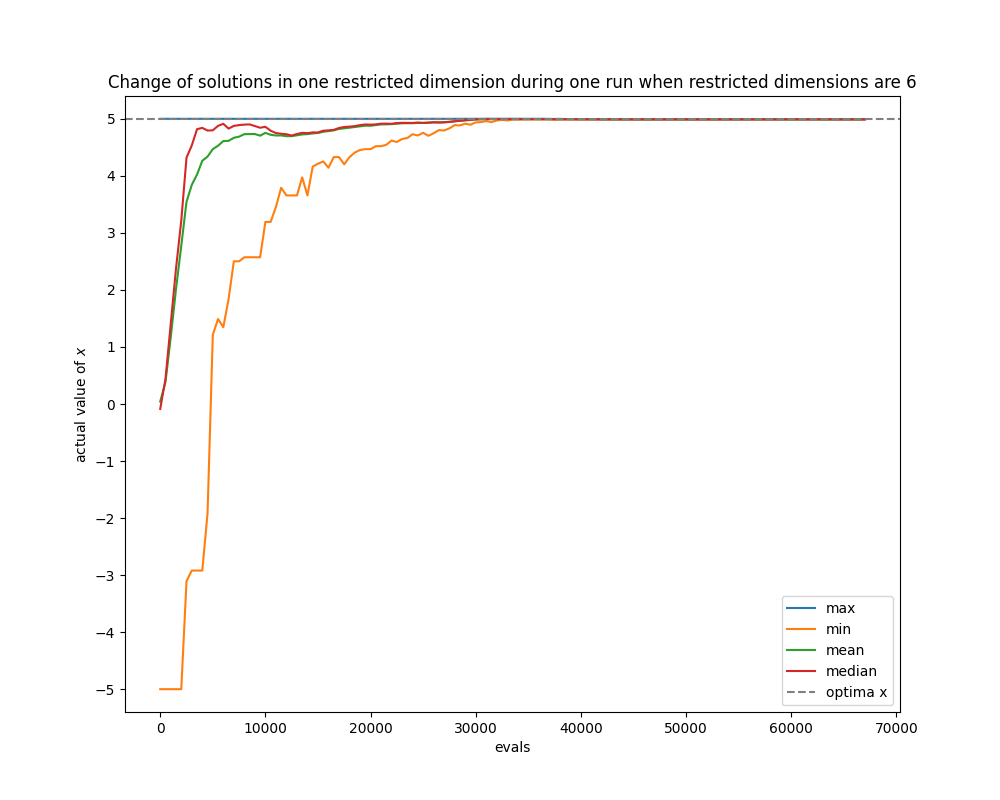 Change of solutions in one restricted dimension during one run when restricted dimensions are 6
5
4
3
2
1
0
−1
−2
−3
−4
−5
actual value of x
0 10000 20000 30000 40000 50000 60000 70000
evals
max
min
mean
median
optima x